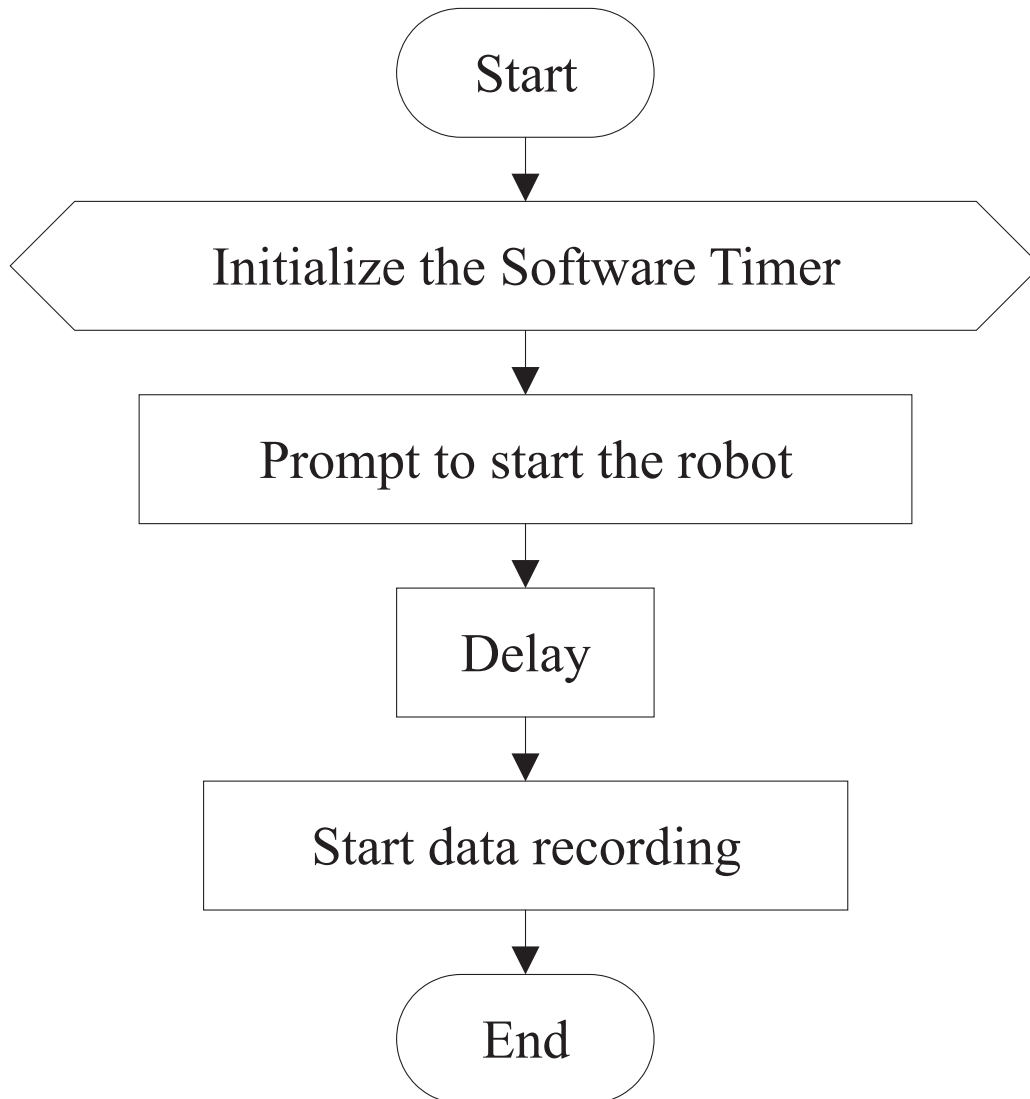 Start
Initialize the Software Timer
Prompt to start the robot
Delay
Start data recording
End